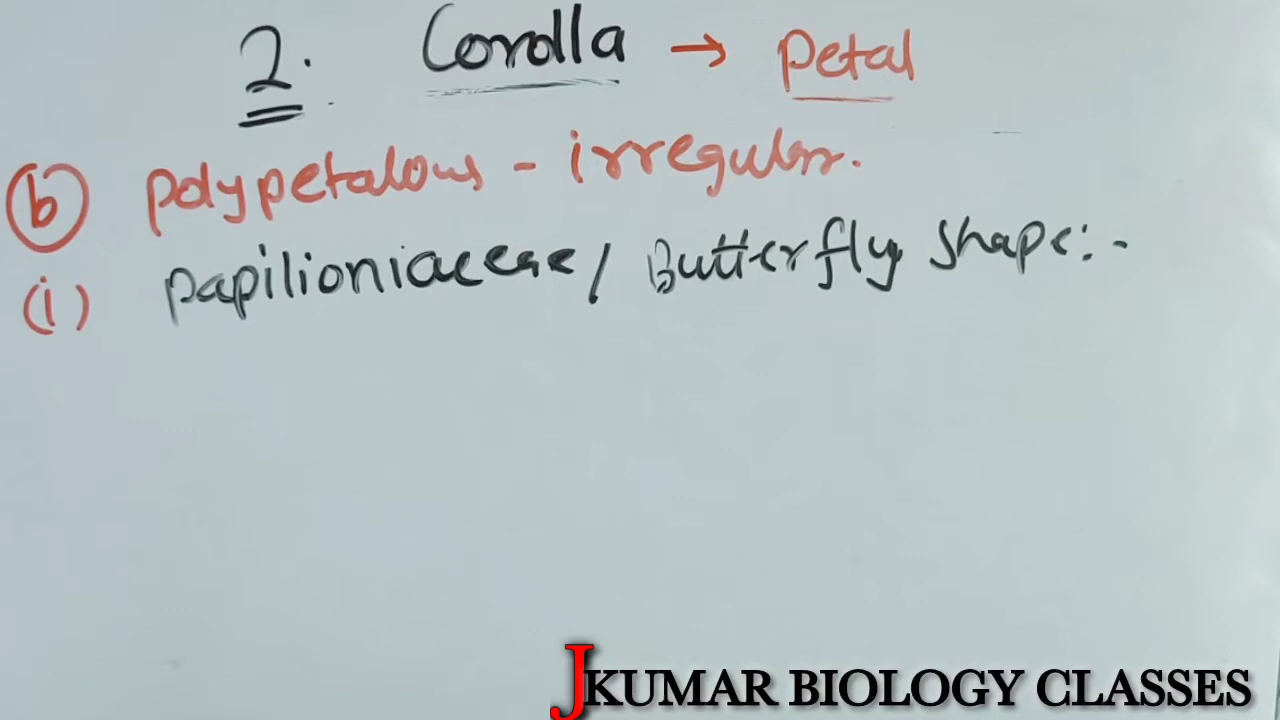 2. Corolla → Petal
(b) Polypetalous - irregular.
(i) Papilioniaceae / Butterfly Shape:-
JKUMAR BIOLOGY CLASSES